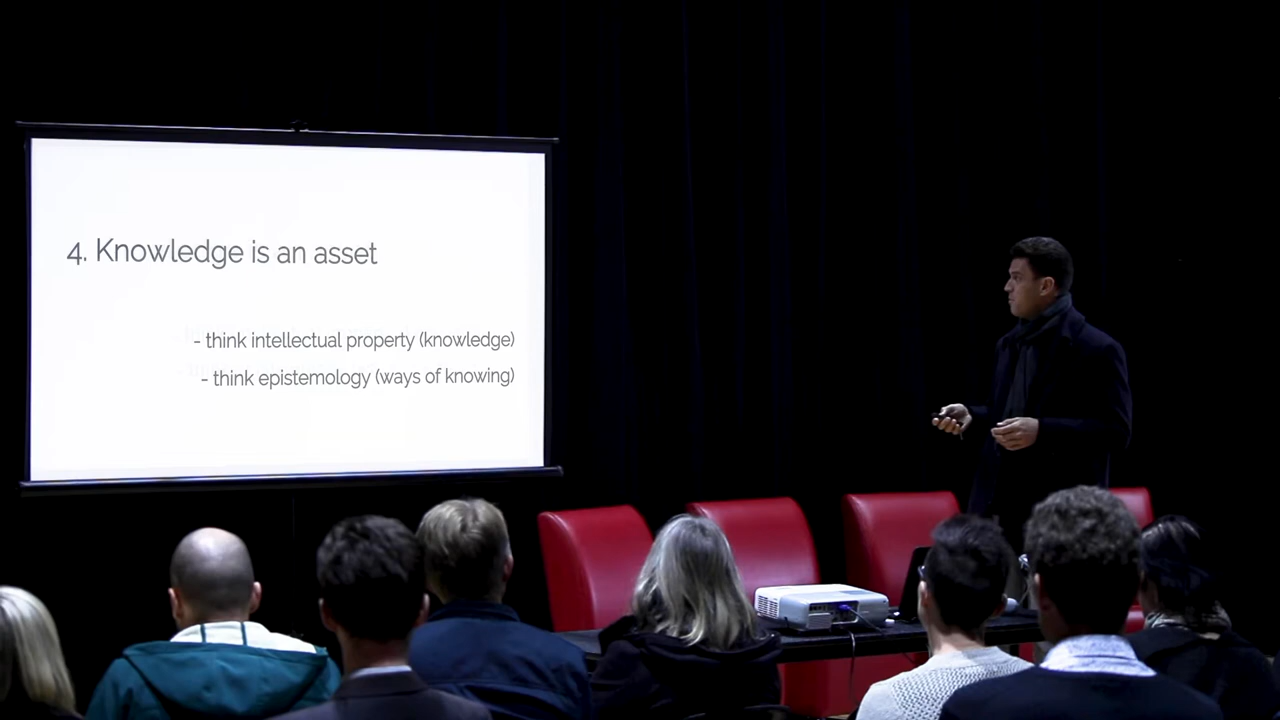 4. Knowledge is an asset
- think intellectual property (knowledge)
- think epistemology (ways of knowing)